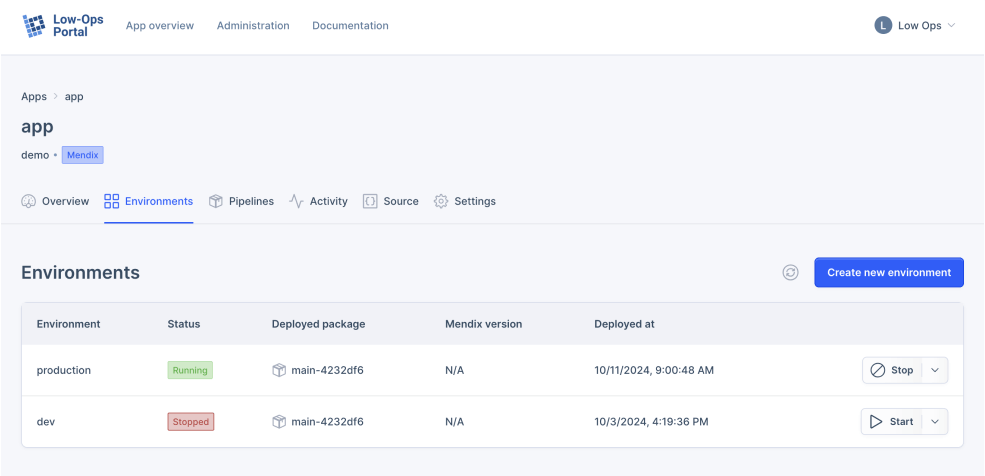 Low-Ops Portal
App overview Administration Documentation
L Low Ops
Apps > app
app
demo • Mendix
Overview Environments Pipelines Activity Source Settings
Environments
Create new environment
Environment Status Deployed package Mendix version Deployed at
production Running main-4232df6 N/A 10/11/2024, 9:00:48 AM Stop
dev Stopped main-4232df6 N/A 10/3/2024, 4:19:36 PM Start